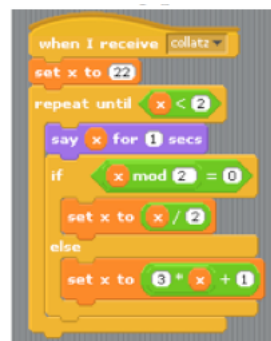 when I receive collatz
set x to 22
repeat until x < 2
say x for 1 secs
if x mod 2 = 0
set x to x / 2
else
set x to 3 * x + 1